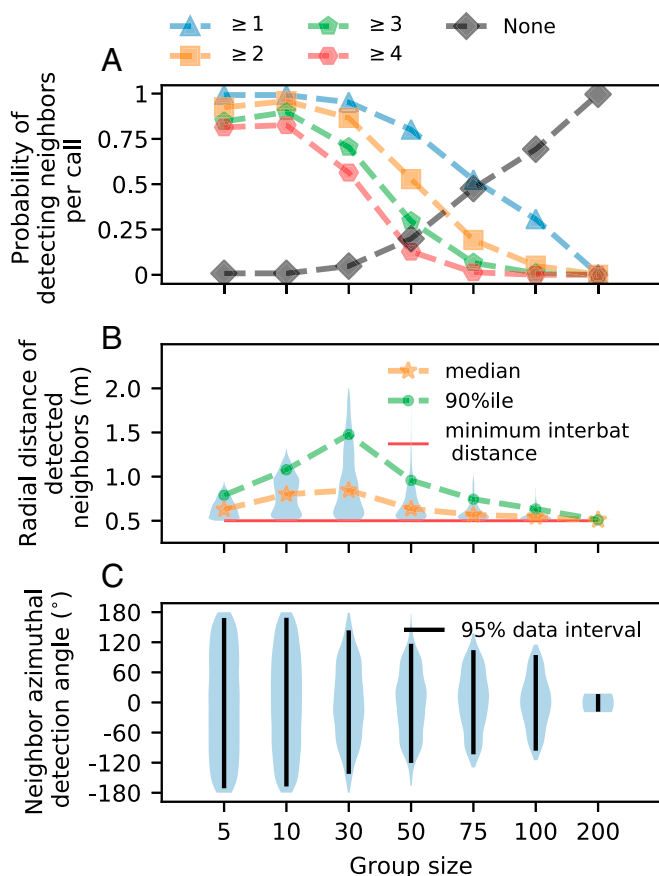 ≥ 1 ≥ 3 None
≥ 2 ≥ 4
A
Probability of
detecting neighbors
per call
1
0.75
0.5
0.25
0
B
Radial distance of
detected
neighbors (m)
2.0
1.5
1.0
0.5
median
90%ile
minimum interbat
distance
C
Neighbor azimuthal
detection angle (°)
180
120
60
0
-60
-120
-180
95% data interval
5 10 30 50 75 100 200
Group size